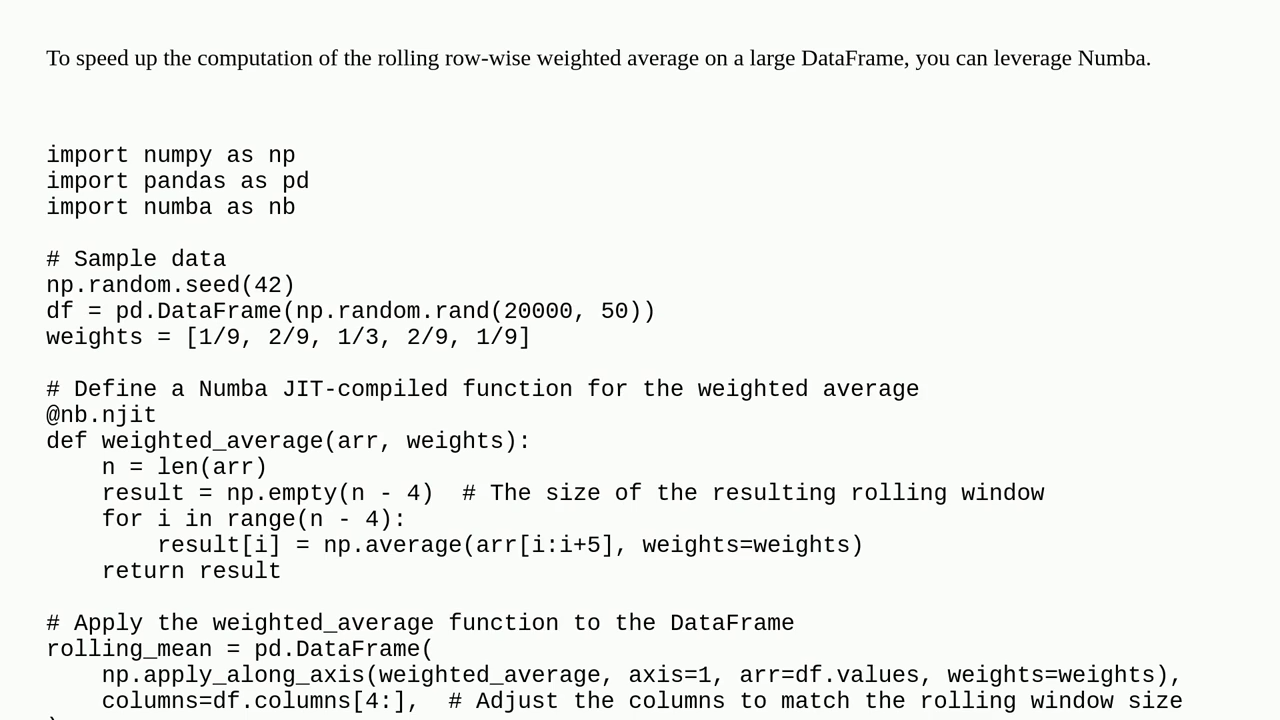 To speed up the computation of the rolling row-wise weighted average on a large DataFrame, you can leverage Numba.
import numpy as np
import pandas as pd
import numba as nb
# Sample data
np.random.seed(42)
df = pd.DataFrame(np.random.rand(20000, 50))
weights = [1/9, 2/9, 1/3, 2/9, 1/9]
# Define a Numba JIT-compiled function for the weighted average
@nb.njit
def weighted_average(arr, weights):
    n = len(arr)
    result = np.empty(n - 4)  # The size of the resulting rolling window
    for i in range(n - 4):
        result[i] = np.average(arr[i:i+5], weights=weights)
    return result
# Apply the weighted_average function to the DataFrame
rolling_mean = pd.DataFrame(
    np.apply_along_axis(weighted_average, axis=1, arr=df.values, weights=weights),
    columns=df.columns[4:],  # Adjust the columns to match the rolling window size